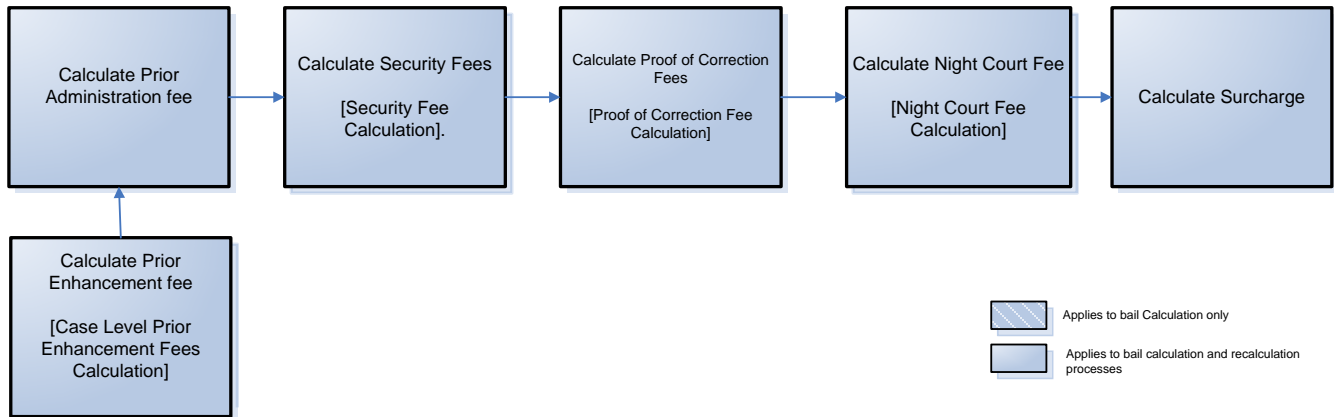 Calculate Prior
Administration fee
Calculate Security Fees
[Security Fee
Calculation].
Calculate Proof of Correction
Fees
[Proof of Correction Fee
Calculation]
Calculate Night Court Fee
[Night Court Fee
Calculation]
Calculate Surcharge
Calculate Prior
Enhancement fee
[Case Level Prior
Enhancement Fees
Calculation]
Applies to bail Calculation only
Applies to bail calculation and recalculation
processes